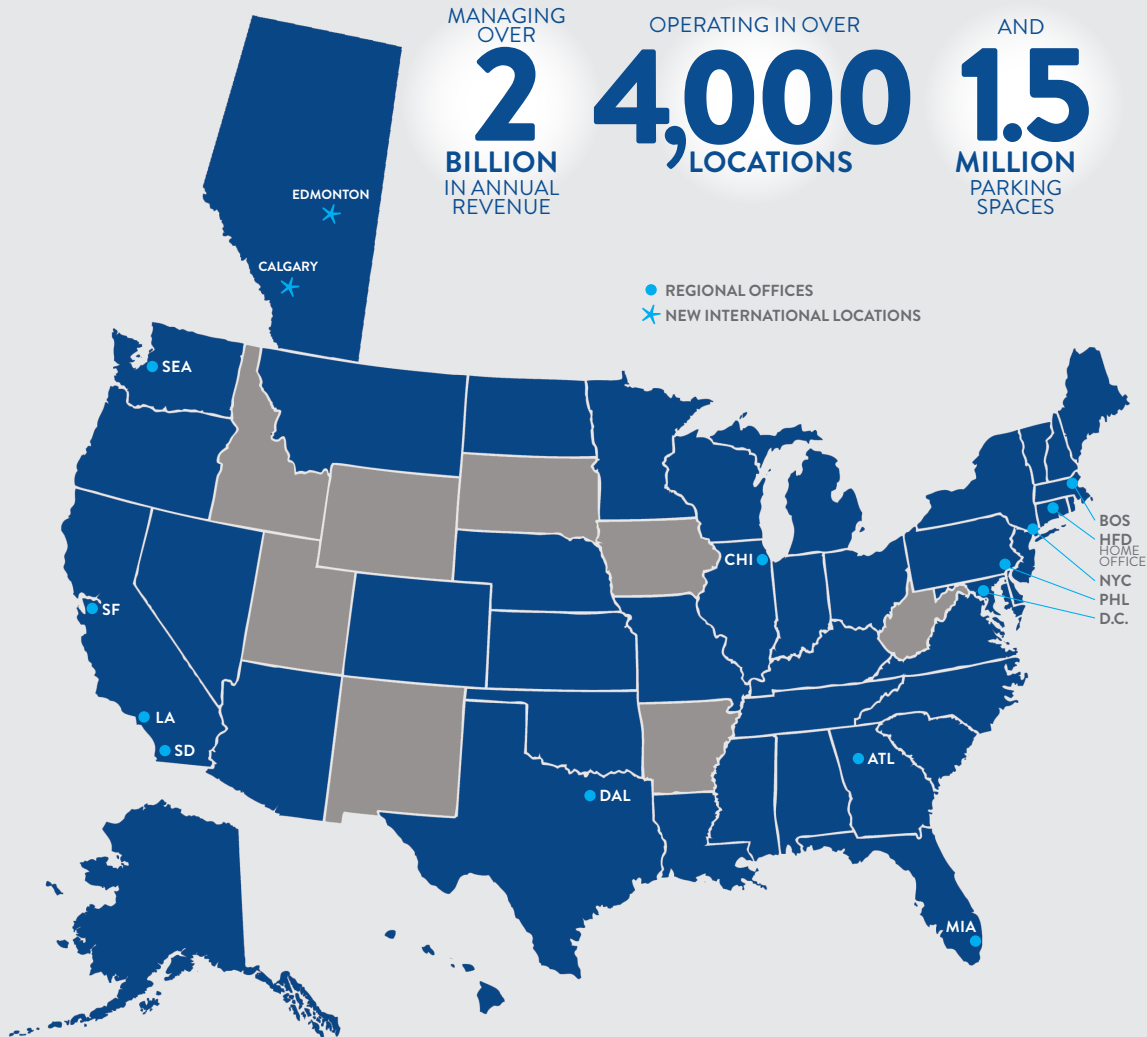 MANAGING
OVER
2
BILLION
IN ANNUAL
REVENUE
OPERATING IN OVER
4,000
LOCATIONS
AND
1.5
MILLION
PARKING
SPACES
EDMONTON
CALGARY
REGIONAL OFFICES
NEW INTERNATIONAL LOCATIONS
SEA
SF
LA
SD
DAL
CHI
ATL
MIA
BOS
HFD
HOME
OFFICE
NYC
PHL
D.C.